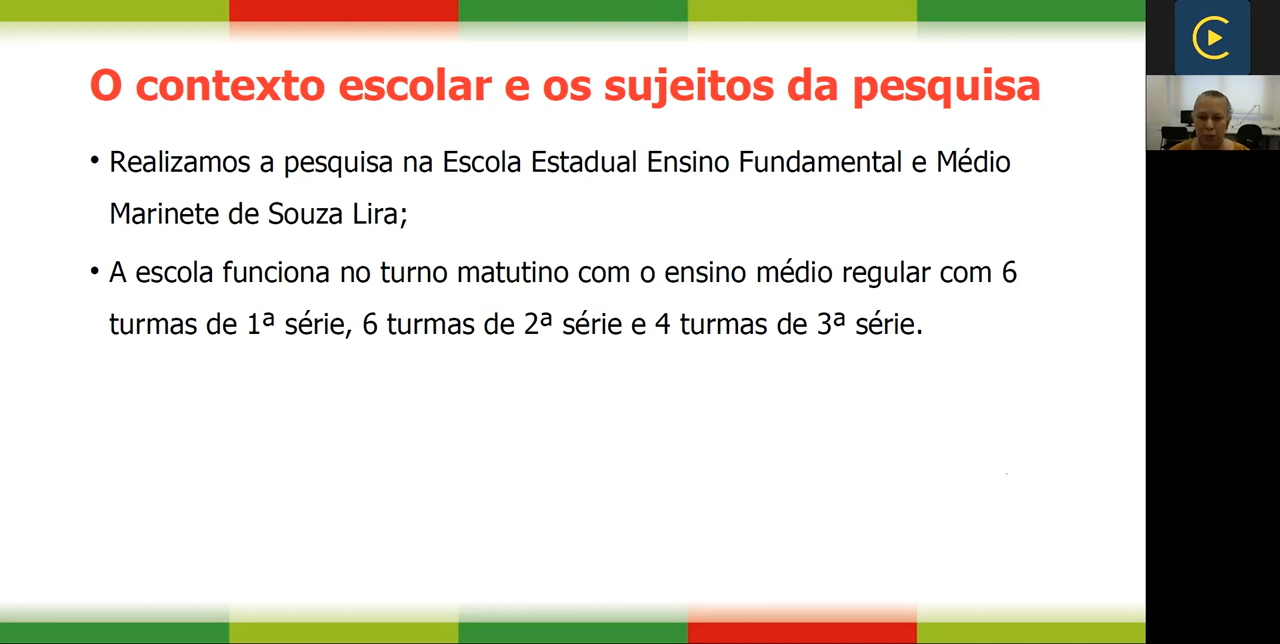 O contexto escolar e os sujeitos da pesquisa
• Realizamos a pesquisa na Escola Estadual Ensino Fundamental e Médio
Marinete de Souza Lira;
• A escola funciona no turno matutino com o ensino médio regular com 6
turmas de 1ª série, 6 turmas de 2ª série e 4 turmas de 3ª série.